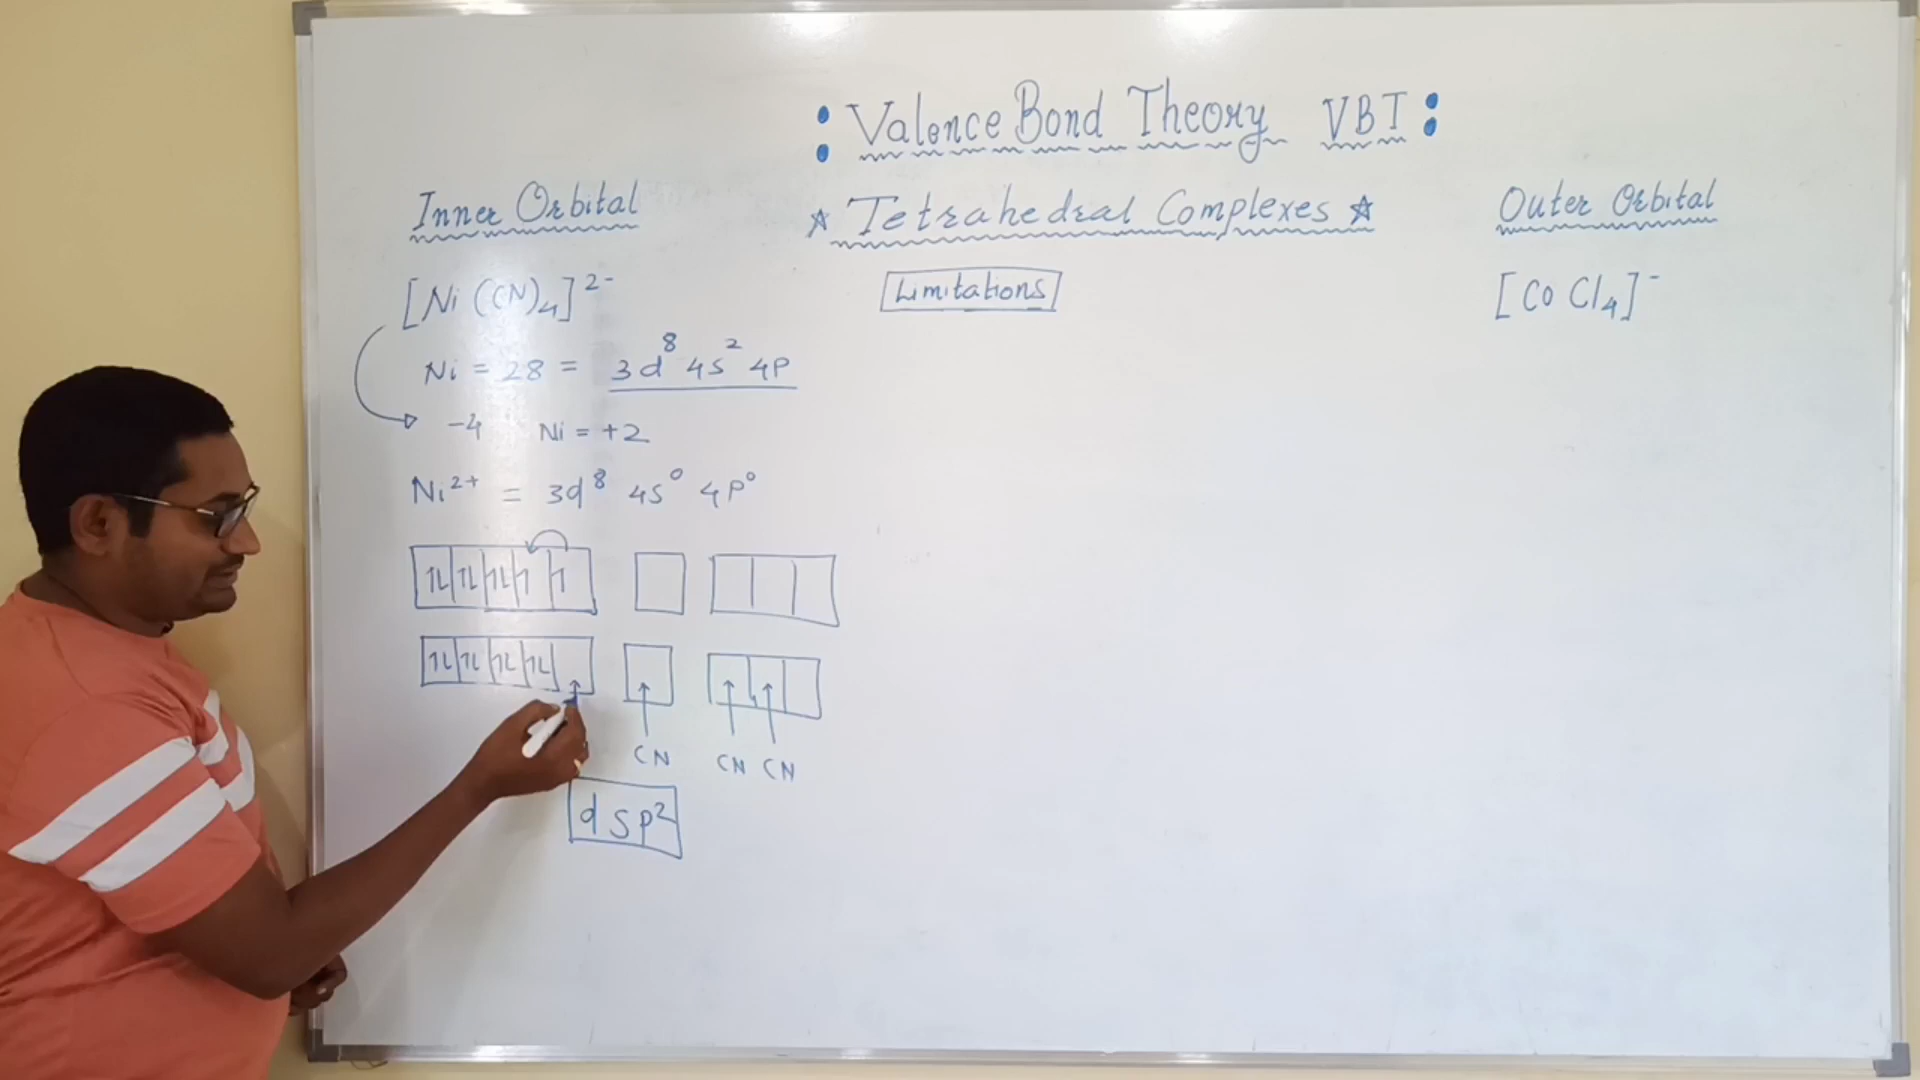 Valence Bond Theory VBT
Inner Orbital
Tetrahedral Complexes
Outer Orbital
Limitations
[Ni (CN)4]2-
[CO Cl4]-
Ni = 28 = 3d8 4s2 4P
-4 Ni = +2
Ni2+ = 3d8 4s0 4P0
CN CN CN
dsp2